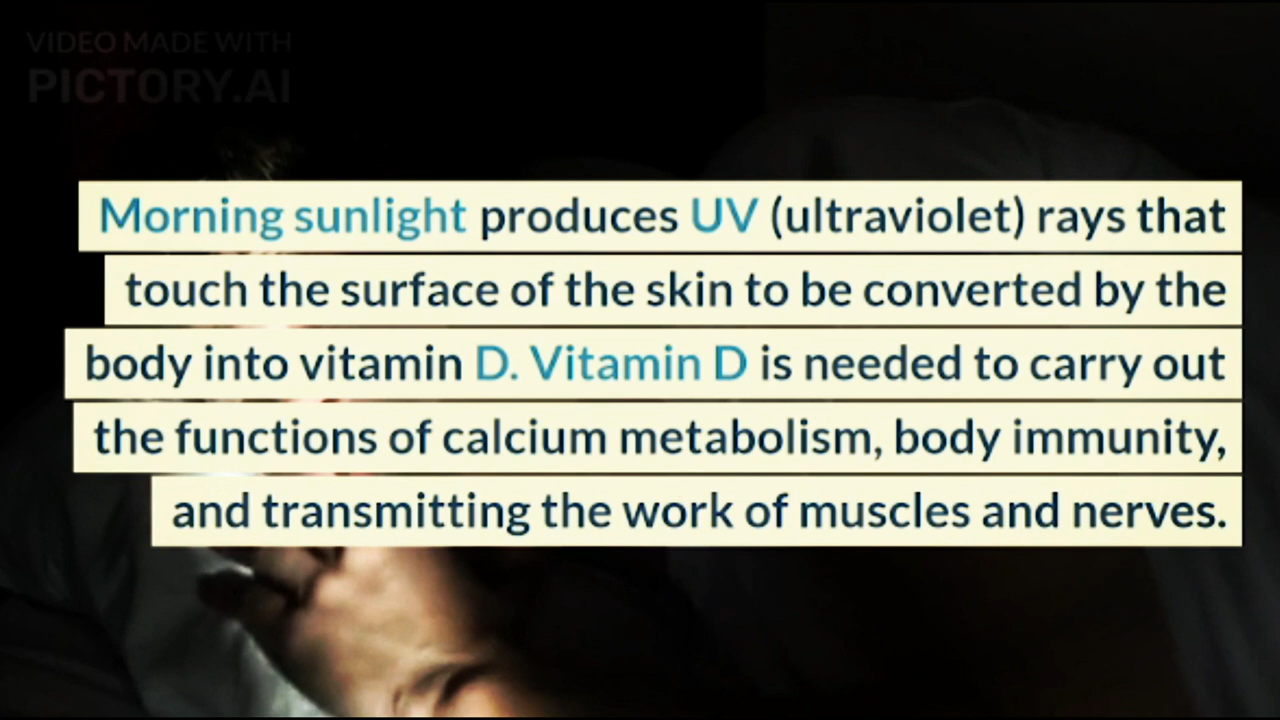 VIDEO MADE WITH
PICTORY.AI
Morning sunlight produces UV (ultraviolet) rays that
touch the surface of the skin to be converted by the
body into vitamin D. Vitamin D is needed to carry out
the functions of calcium metabolism, body immunity,
and transmitting the work of muscles and nerves.